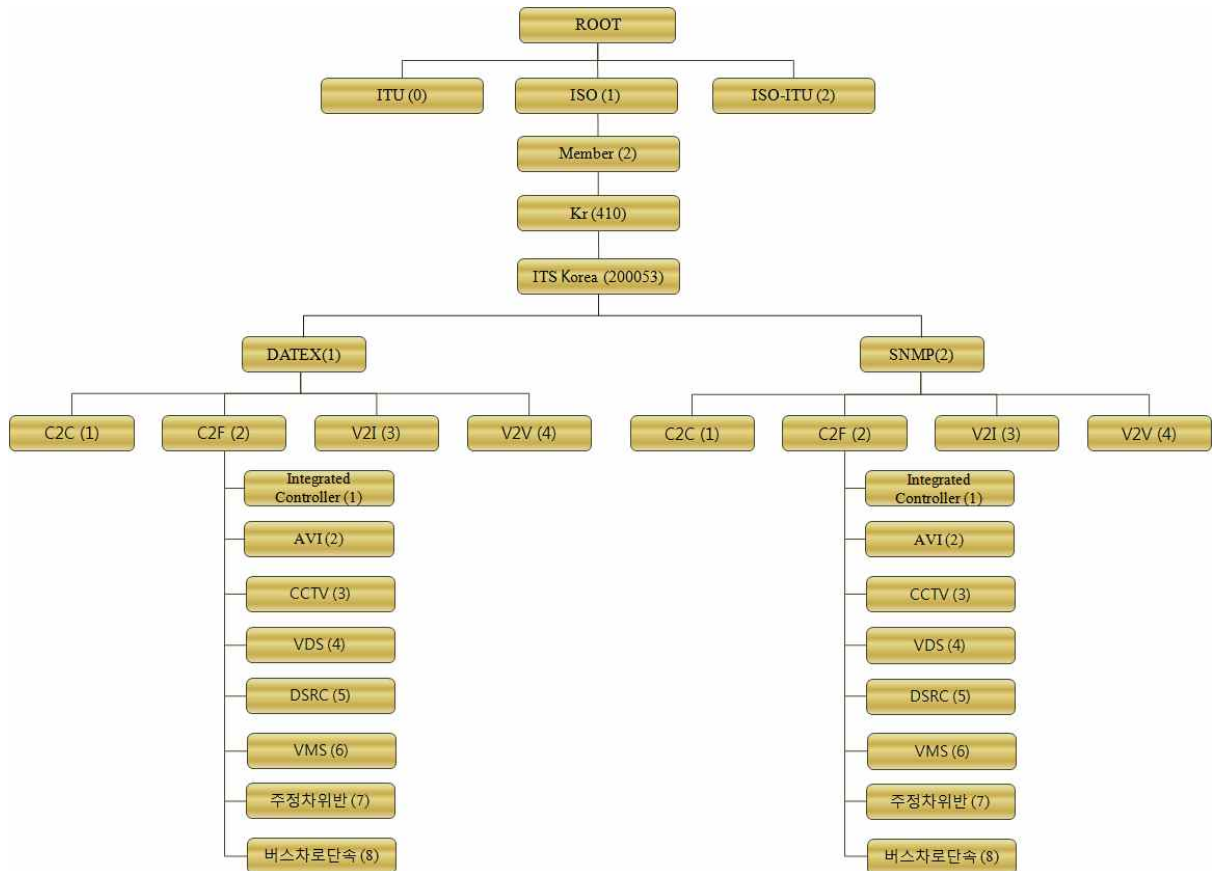 ROOT
ITU (0)
ISO (1)
ISO-ITU (2)
Member (2)
Kr (410)
ITS Korea (200053)
DATEX(1)
SNMP(2)
C2C (1)
C2F (2)
V2I (3)
V2V (4)
C2C (1)
C2F (2)
V2I (3)
V2V (4)
Integrated
Controller (1)
AVI (2)
CCTV (3)
VDS (4)
DSRC (5)
VMS (6)
주정차위반 (7)
버스차로단속 (8)
Integrated
Controller (1)
AVI (2)
CCTV (3)
VDS (4)
DSRC (5)
VMS (6)
주정차위반 (7)
버스차로단속 (8)